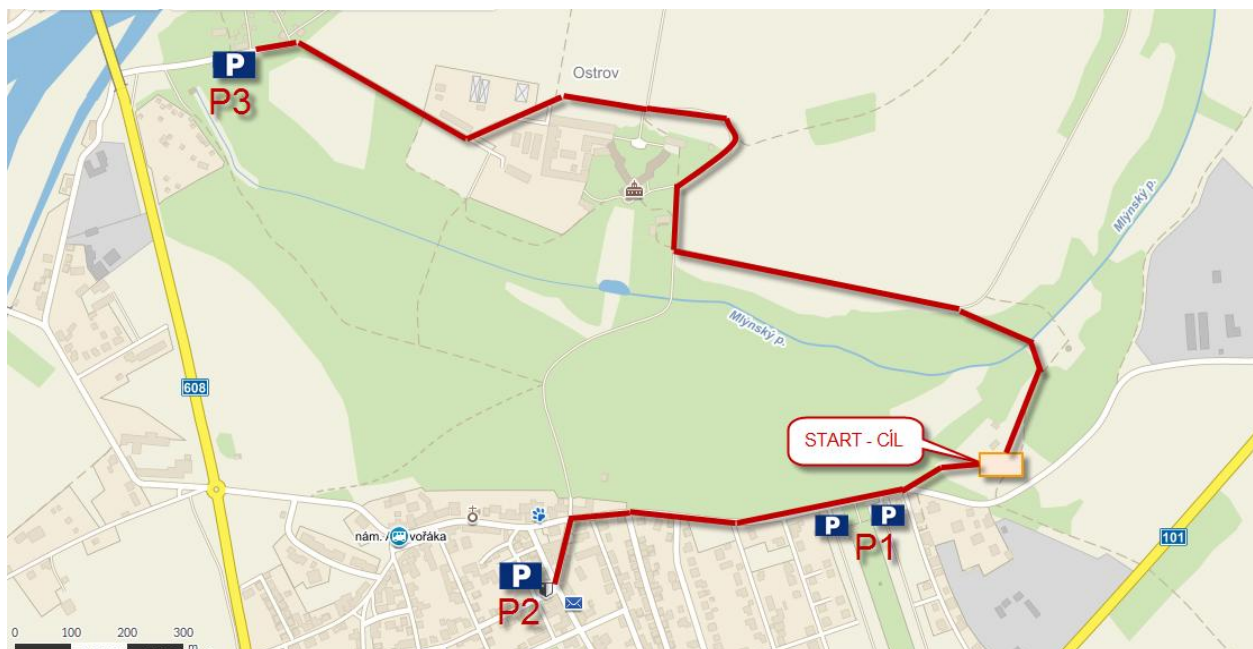 P
P3
Ostrov
Mlýnský p.
Mlýnský p.
608
START - CÍL
P
P
P1
nám.
vořáka
101
P
P2
0 100 200 300
m